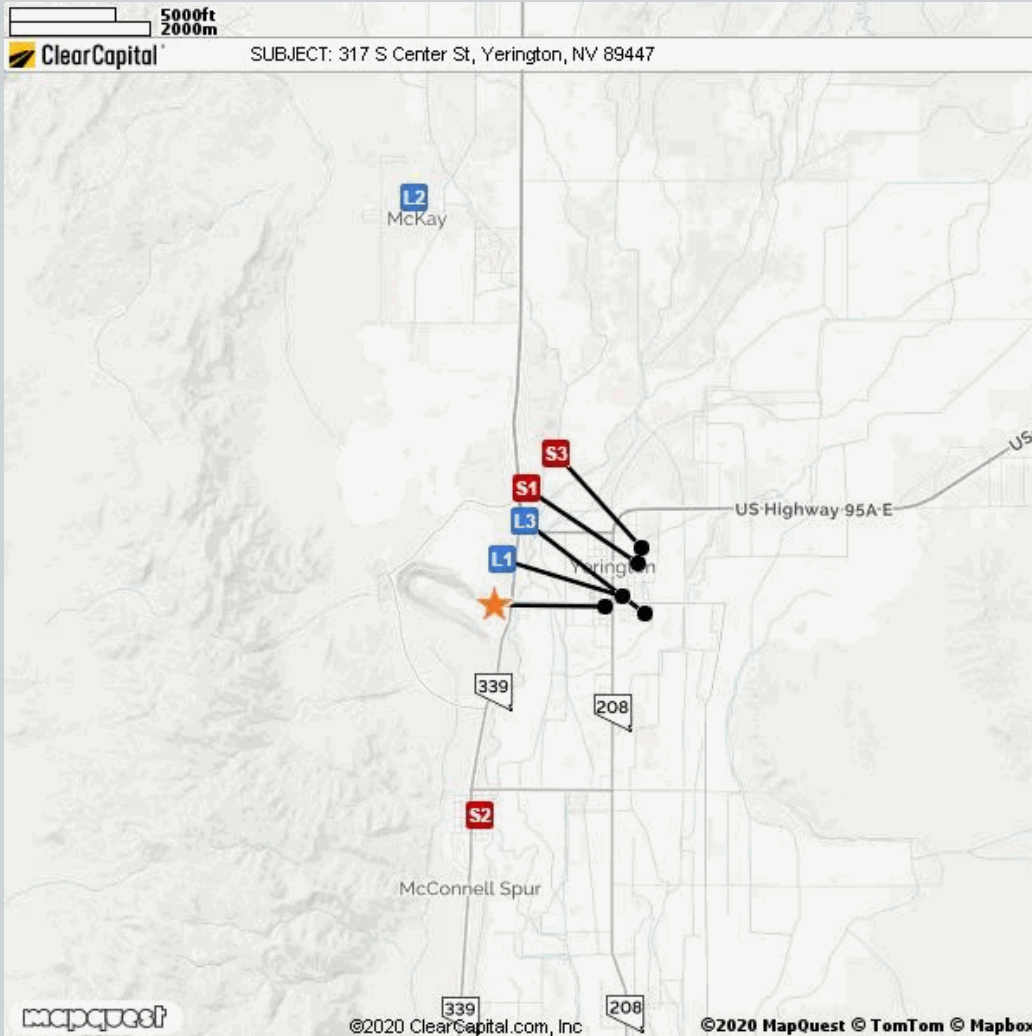 5000ft
2000m
ClearCapital
SUBJECT: 317 S Center St, Yerington, NV 89447
L2
McKay
US
S3
S1
US Highway 95A E
L3
L1
Yerington
339
208
S2
McConnell Spur
339
208
mapquest
©2020 ClearCapital.com, Inc
©2020 MapQuest © TomTom © Mapbox